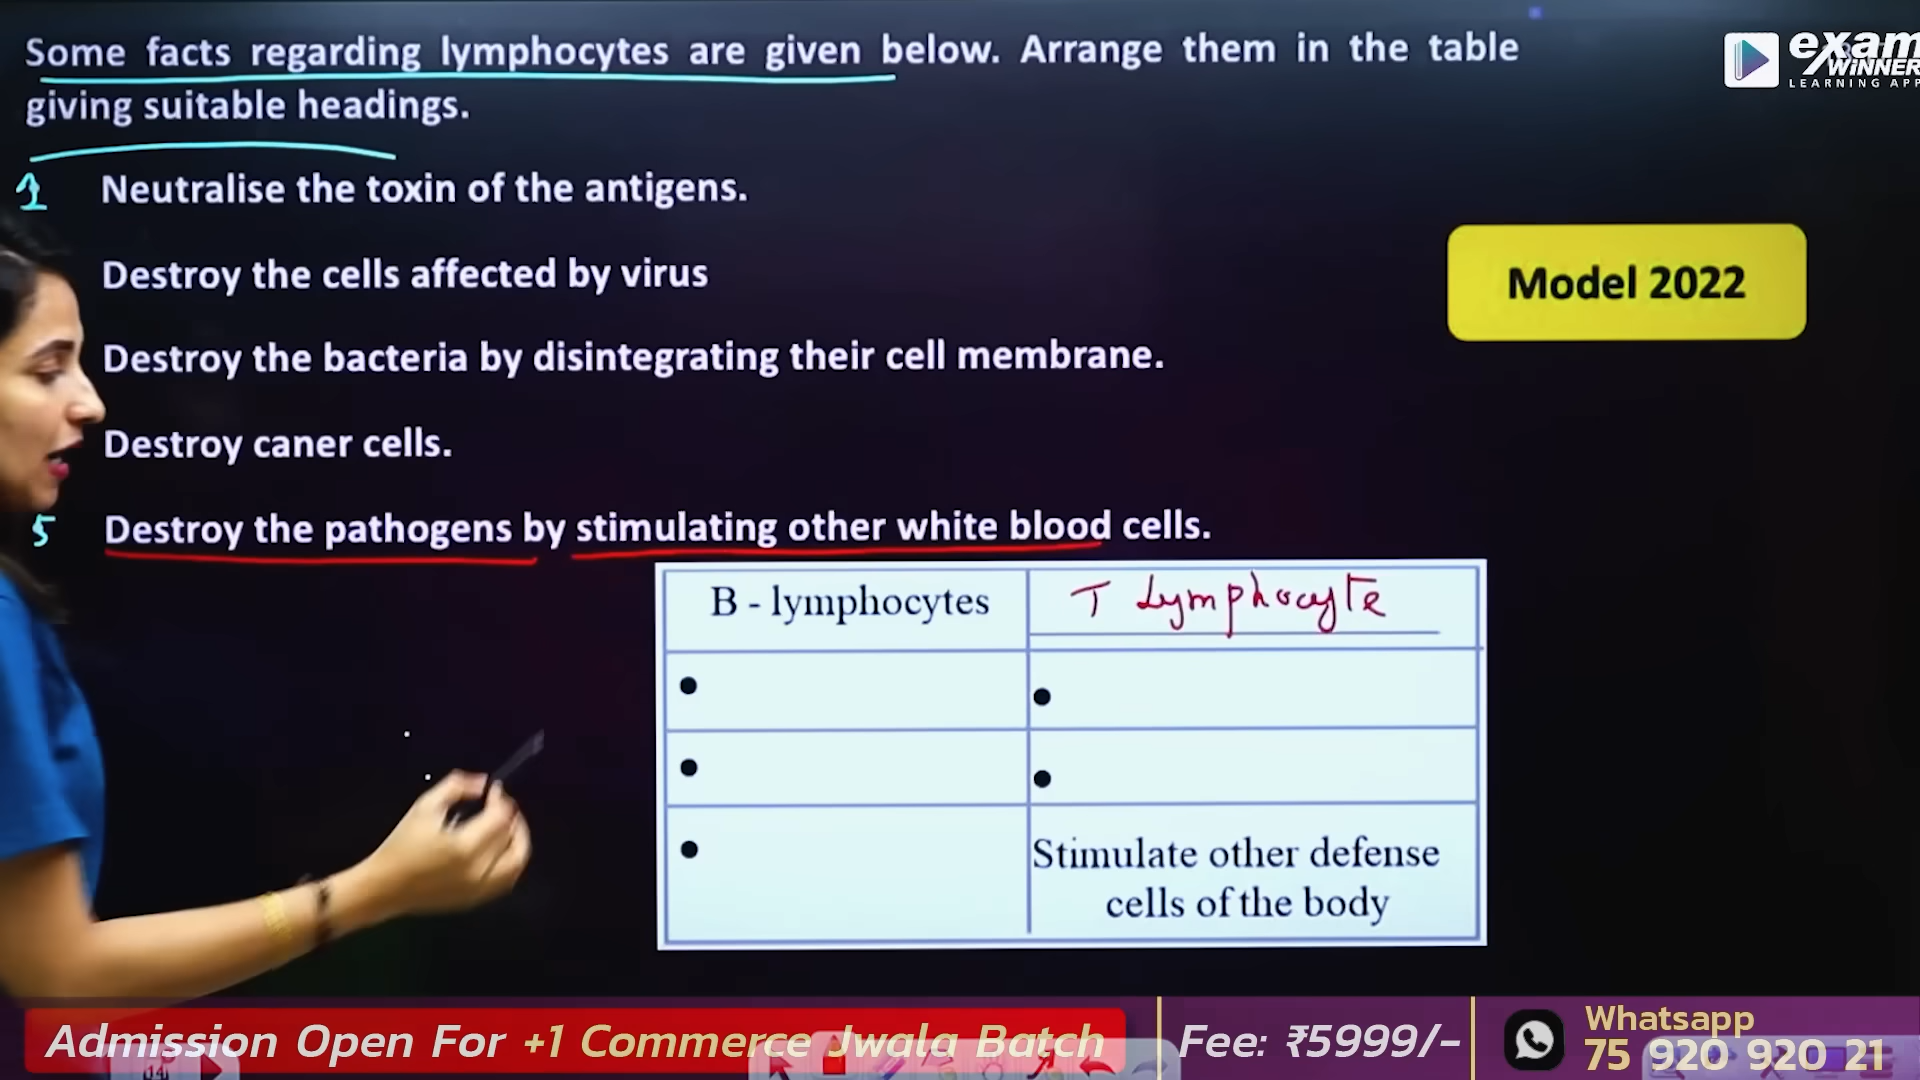 Some facts regarding lymphocytes are given below. Arrange them in the table
giving suitable headings.
exam
WINNER
LEARNING APP
1 Neutralise the toxin of the antigens.
Destroy the cells affected by virus
Model 2022
Destroy the bacteria by disintegrating their cell membrane.
Destroy caner cells.
5 Destroy the pathogens by stimulating other white blood cells.
B - lymphocytes
T Lymphocyte
Stimulate other defense
cells of the body
Admission Open For +1 Commerce Jwala Batch
Fee: ₹5999/-
Whatsapp
75 920 920 21
14